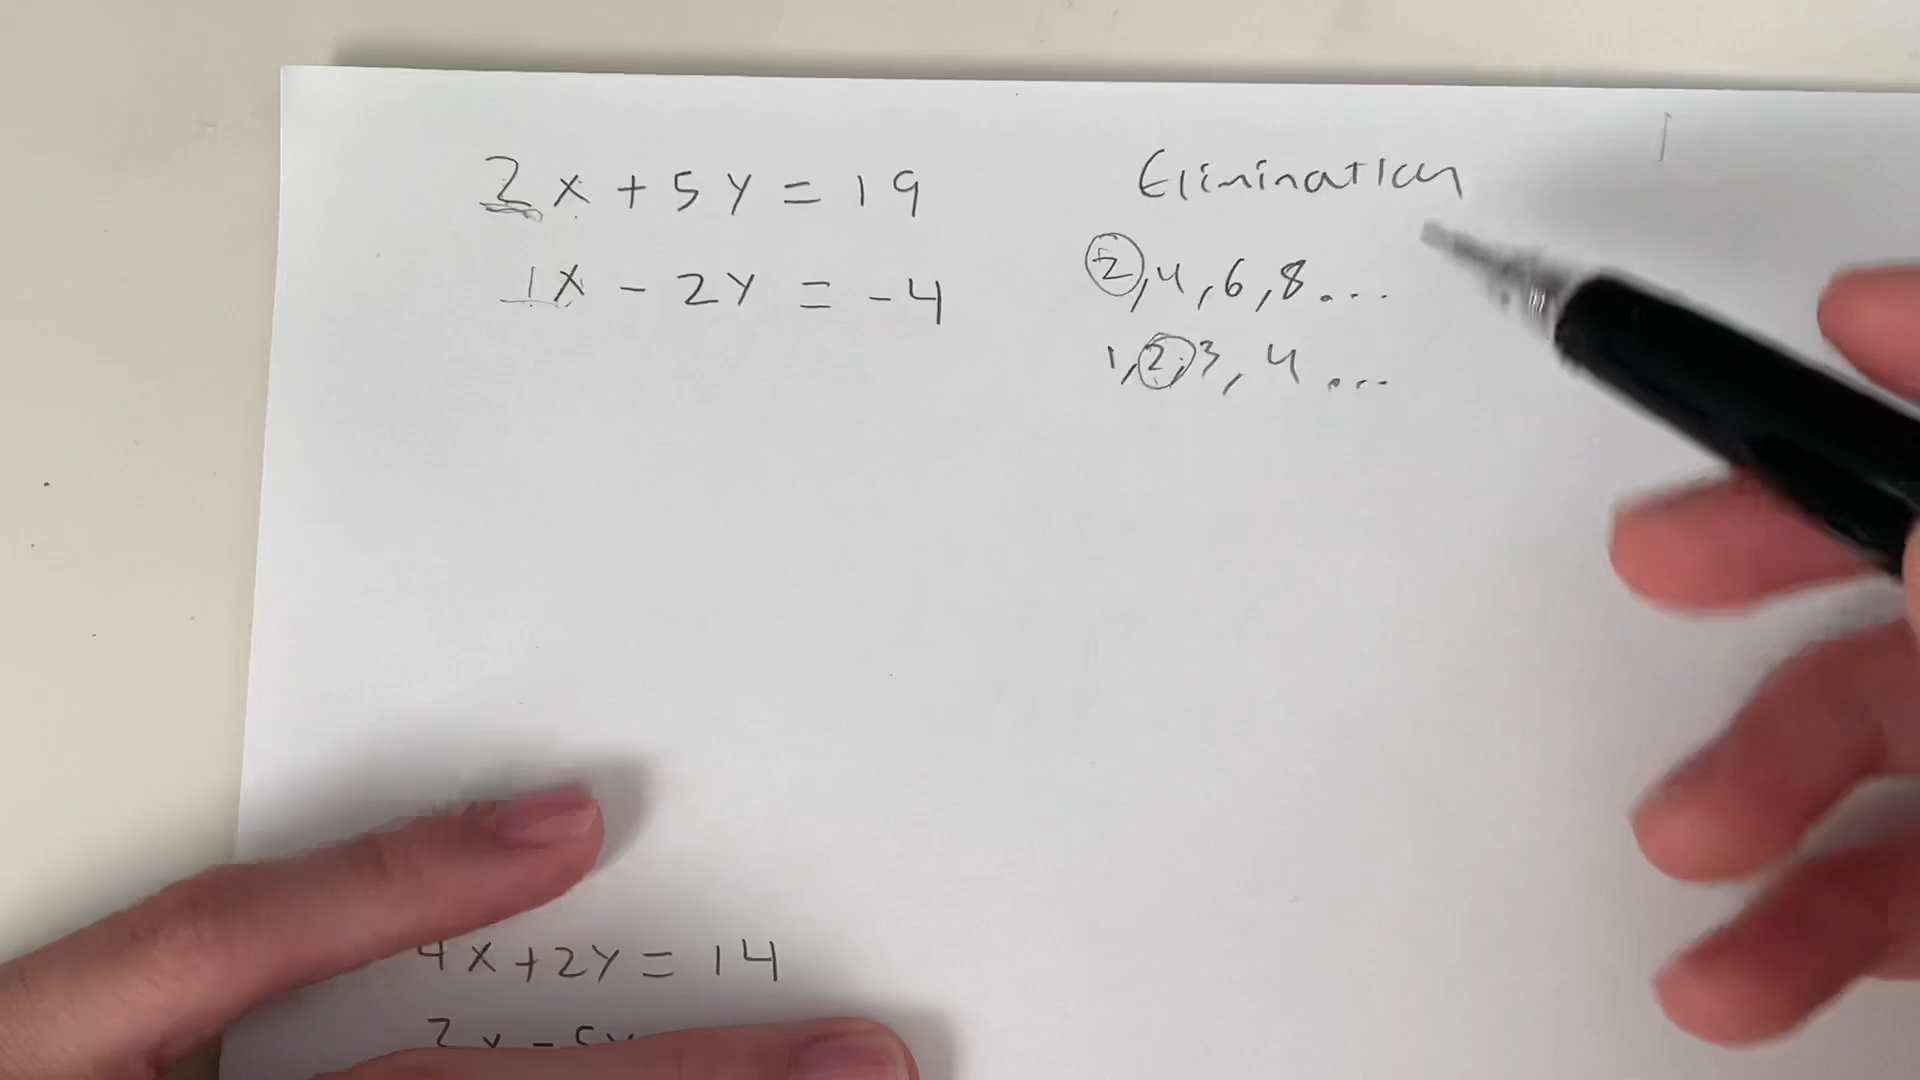 2x + 5y = 19
1x - 2y = -4
Elimination
2, 4, 6, 8...
1, 2, 3, 4 ...
4x + 2y = 14